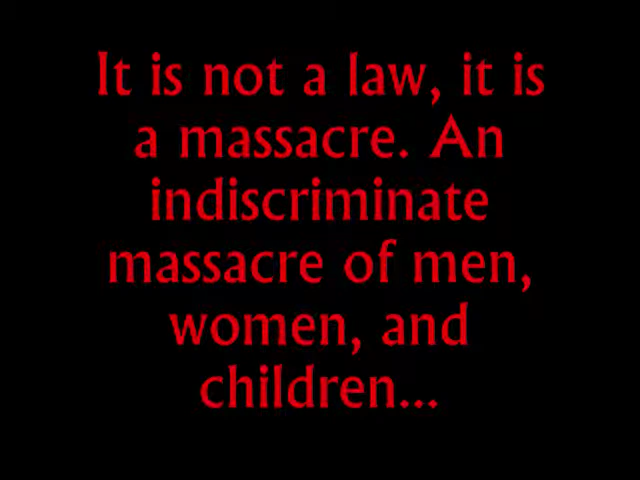 It is not a law, it is
a massacre. An
indiscriminate
massacre of men,
women, and
children...